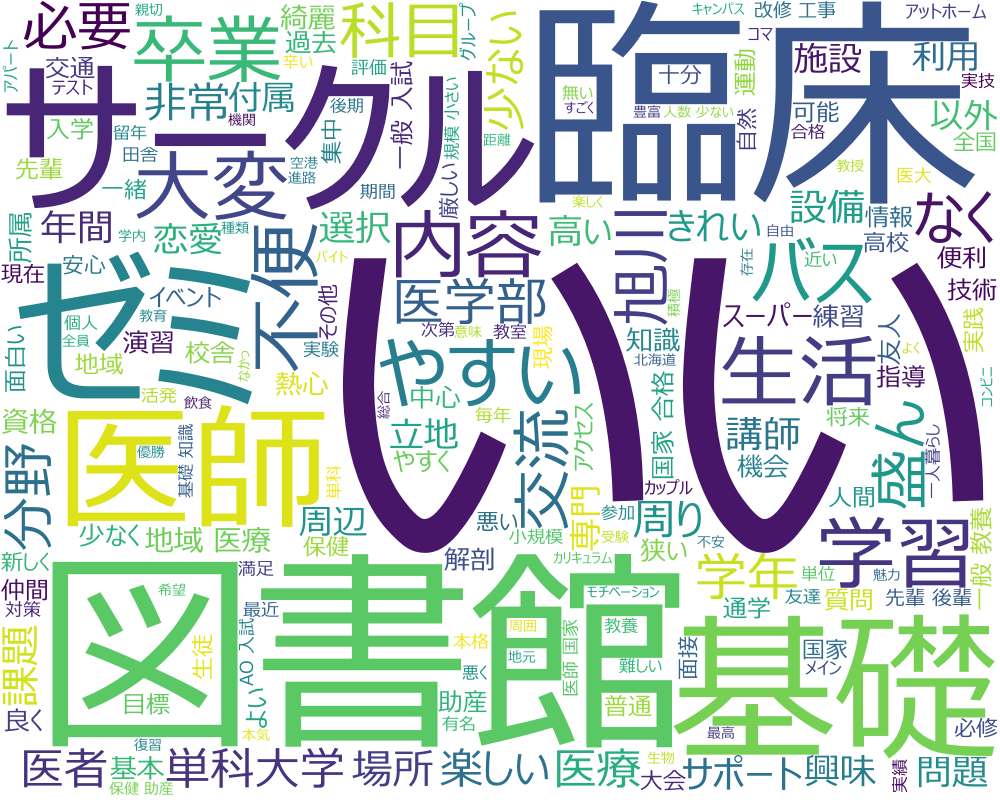 親切
キャンパス
改修 工事
アットホーム
必要
卒業
綺麗
過去
科目
グループ
少ない
臨床
コマ
施設
利用
アパート
交通
テスト
サークル
辛い
評価
無い
すごく
十分
運動
実技
非常
付属
後期
一般 入試
豊富
人数 少ない
可能
合格
以外
全国
入学
留年
機関
集中
規模 小さい
距離
自然
先輩
田舎
大変
空港
進路
厳しい
教授
医大
一緒
期間
楽しく
設備
情報
なく
所属
年間
学内
恋愛
種類
選択
内容
高い
きれい
自由
高校
現在
安心
不便
バイト
旭川
存在
近い
バス
便利
ゼミ
イベント
その他
医学部
積極
技術
個人
教育
演習
次第
意味
教室
現場
スーパー
練習
全員
実験
知識
友人
実践
面白い
地域
校舎
なかっ
やすい
北海道
生活
指導
コンビニ
活発
飲食
熱心
総合
中心
毎年
国家 合格
将来
資格
医師
立地
交流
アクセス
講師
盛ん
一人暮らし
分野
優勝
基礎 知識
単科
やすく
いい
カップル
機会
人間
少なく
地域 医療
周辺
保健
悪い
小規模
専門
参加
受験
周り
不安
学習
一般 教養
新しく
仲間
対策
希望
満足
解剖
カリキュラム
狭い
学年
単位
魅力
モチベーション
通学
友達
質問
先輩 後輩
図書館
最近
本格
周囲
教養
基礎
課題
生徒
AO 入試
地元
医師 国家
難しい
面接
国家
メイン
目標
悪く
良く
よい
本気
助産
有名
普通
最高
必修
復習
医者
基本
保健 助産
単科大学
場所
楽しい
医療
生物
大会
サポート
興味
実績
問題